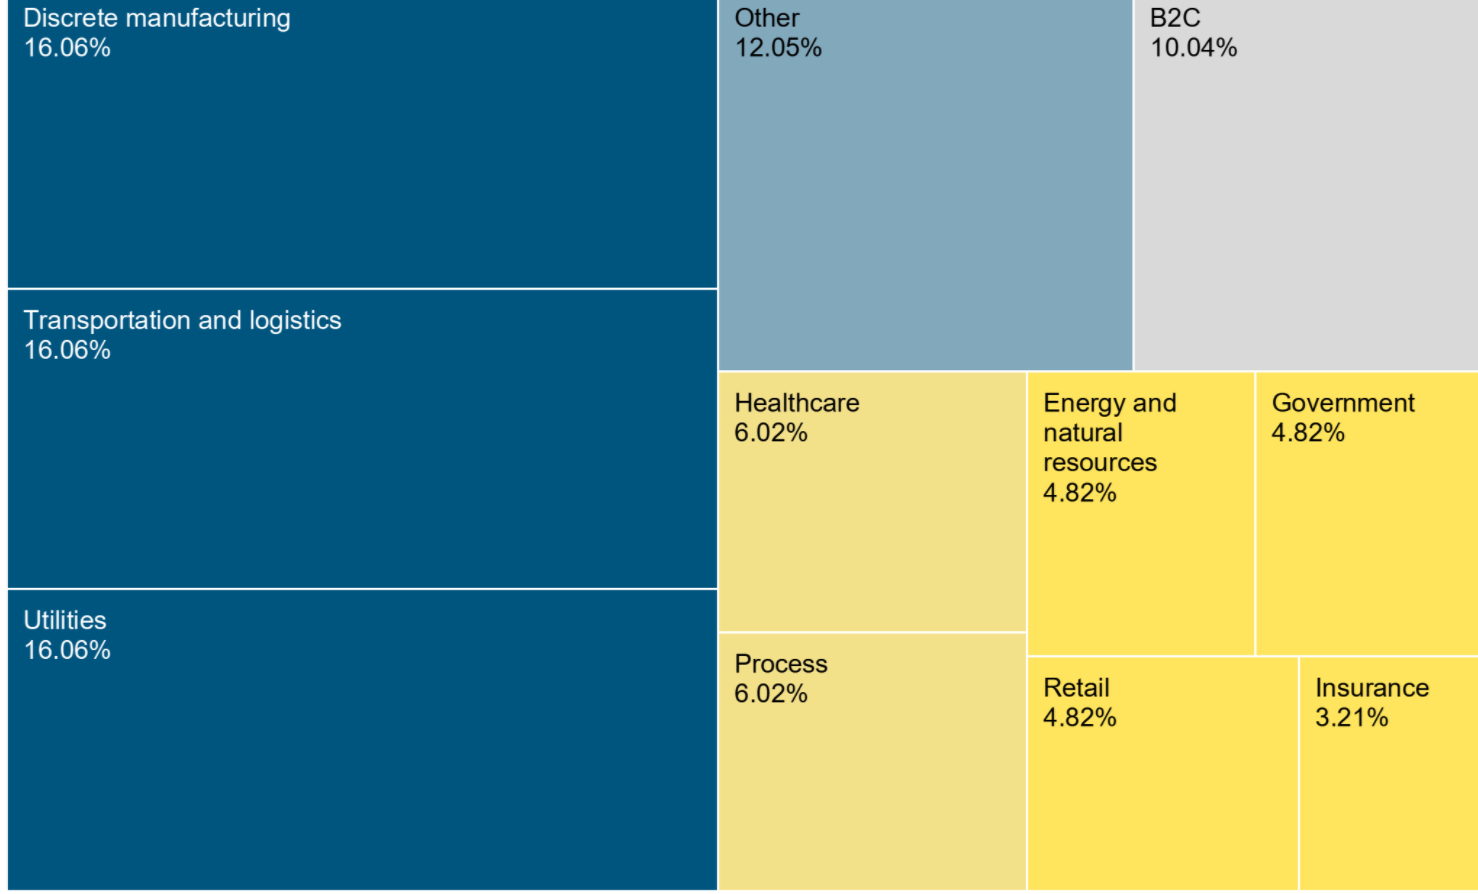 Discrete manufacturing
16.06%
Transportation and logistics
16.06%
Utilities
16.06%
Other
12.05%
B2C
10.04%
Healthcare
6.02%
Process
6.02%
Energy and
natural
resources
4.82%
Government
4.82%
Retail
4.82%
Insurance
3.21%